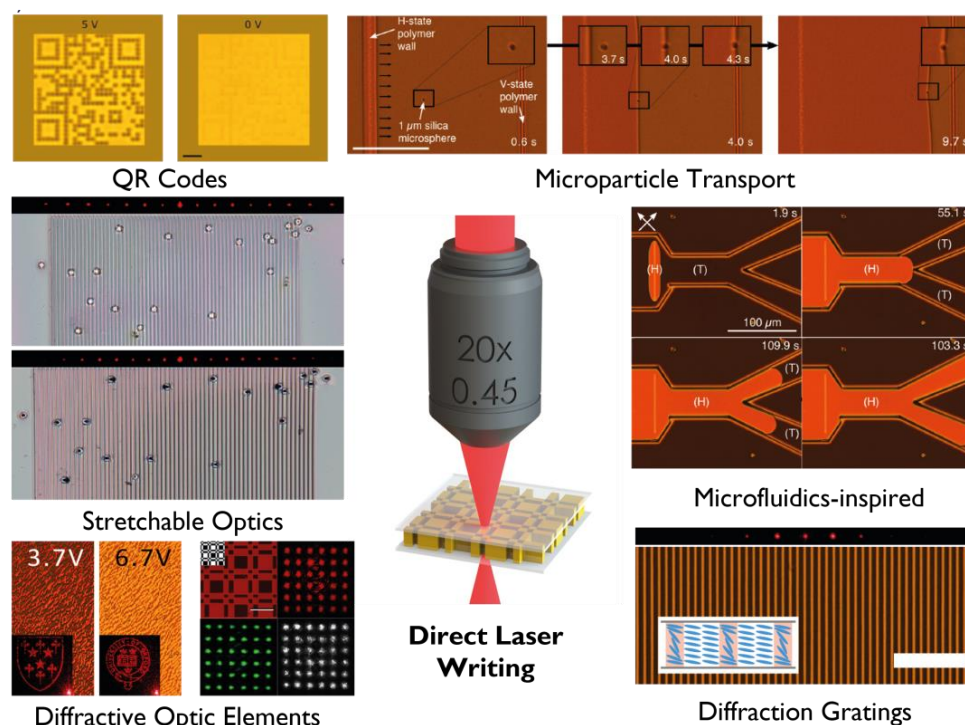 5 V
0 V
QR Codes
H-state
polymer
wall
1 µm silica
microsphere
V-state
polymer
wall
0.6 s
3.7 s
4.0 s
4.3 s
4.0 s
9.7 s
Microparticle Transport
Stretchable Optics
20x
0.45
1.9 s
(H)
(T)
(T)
100 µm
55.1 s
(T)
(H)
(T)
109.9 s
(T)
(H)
(T)
103.3 s
(H)
Microfluidics-inspired
3.7V
6.7V
Diffractive Optic Elements
Direct Laser
Writing
Diffraction Gratings